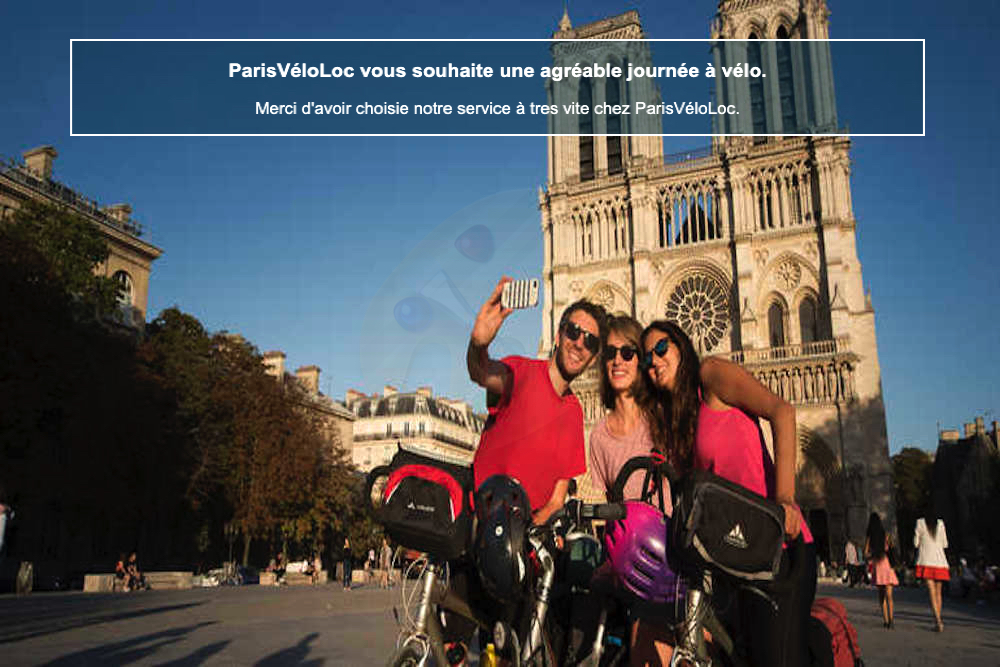 ParisVéloLoc vous souhaite une agréable journée à vélo.
Merci d'avoir choisie notre service à tres vite chez ParisVéloLoc.